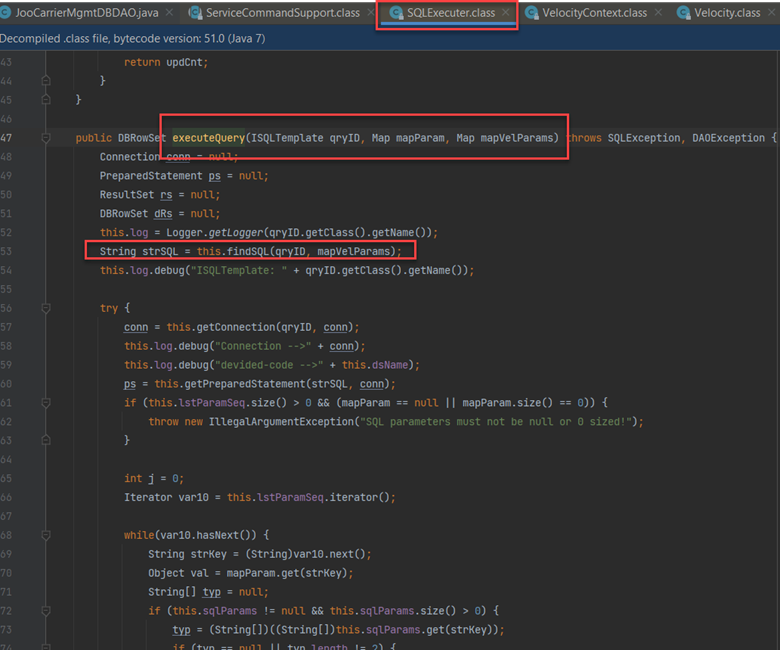 JooCarrierMgmtDBDAO.java × ServiceCommandSupport.class × SQLExecuter.class × VelocityContext.class × Velocity.class ×
Decompiled .class file, bytecode version: 51.0 (Java 7)
43 return updCnt;
44 }
45 }
46
47 public DBRowSet executeQuery(ISQLTemplate qryID, Map mapParam, Map mapVelParams) throws SQLException, DAOException {
48 Connection conn = null;
49 PreparedStatement ps = null;
50 ResultSet rs = null;
51 DBRowSet dRs = null;
52 this.log = Logger.getLogger(qryID.getClass().getName());
53 String strSQL = this.findSQL(qryID, mapVelParams);
54 this.log.debug("ISQLTemplate: " + qryID.getClass().getName());
55
56 try {
57 conn = this.getConnection(qryID, conn);
58 this.log.debug("Connection -->" + conn);
59 this.log.debug("devided-code -->" + this.dsName);
60 ps = this.getPreparedStatement(strSQL, conn);
61 if (this.lstParamSeq.size() > 0 && (mapParam == null || mapParam.size() == 0)) {
62 throw new IllegalArgumentException("SQL parameters must not be null or 0 sized!");
63 }
64
65 int j = 0;
66 Iterator var10 = this.lstParamSeq.iterator();
67
68 while(var10.hasNext()) {
69 String strKey = (String)var10.next();
70 Object val = mapParam.get(strKey);
71 String[] typ = null;
72 if (this.sqlParams != null && this.sqlParams.size() > 0) {
73 typ = (String[])((String[])this.sqlParams.get(strKey));
74 if (typ == null || typ.length != 2) {